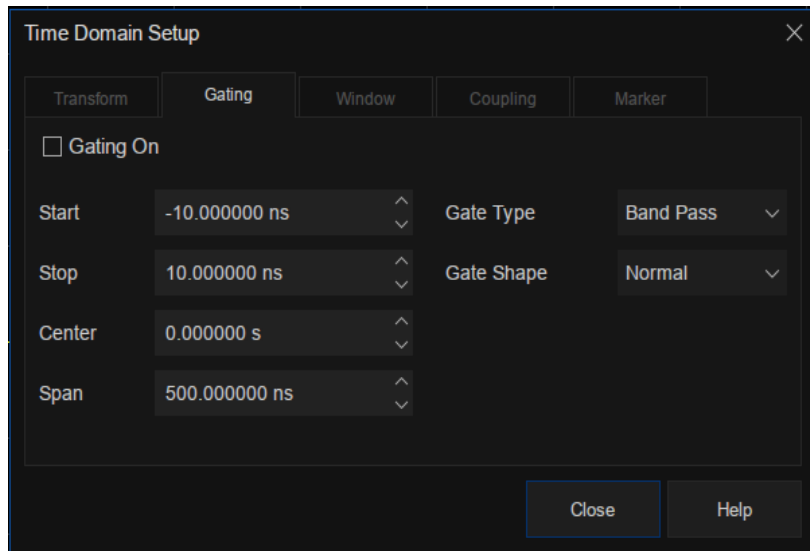 Time Domain Setup
Transform Gating Window Coupling Marker
Gating On
Start -10.000000 ns Gate Type Band Pass
Stop 10.000000 ns Gate Shape Normal
Center 0.000000 s
Span 500.000000 ns
Close Help